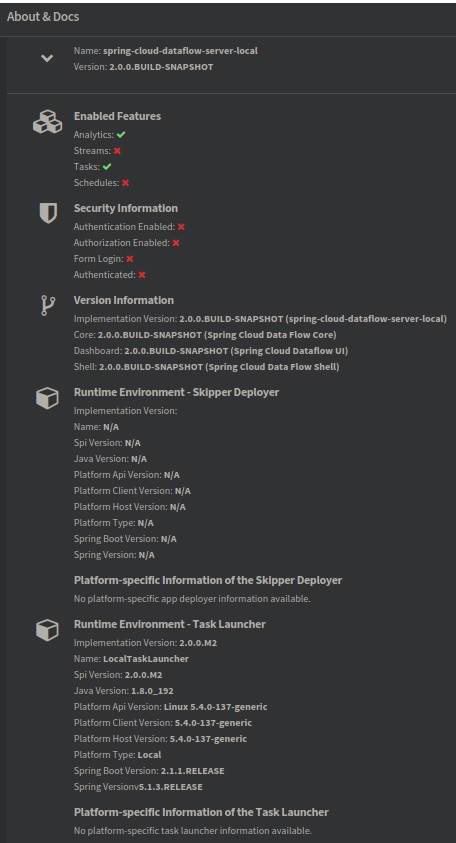 About & Docs
Name: spring-cloud-dataflow-server-local
Version: 2.0.0.BUILD-SNAPSHOT
Enabled Features
Analytics:
Streams:
Tasks:
Schedules:
Security Information
Authentication Enabled:
Authorization Enabled:
Form Login:
Authenticated:
Version Information
Implementation Version: 2.0.0.BUILD-SNAPSHOT (spring-cloud-dataflow-server-local)
Core: 2.0.0.BUILD-SNAPSHOT (Spring Cloud Data Flow Core)
Dashboard: 2.0.0.BUILD-SNAPSHOT (Spring Cloud Dataflow UI)
Shell: 2.0.0.BUILD-SNAPSHOT (Spring Cloud Data Flow Shell)
Runtime Environment - Skipper Deployer
Implementation Version:
Name: N/A
Spi Version: N/A
Java Version: N/A
Platform Api Version: N/A
Platform Client Version: N/A
Platform Host Version: N/A
Platform Type: N/A
Spring Boot Version: N/A
Spring Version: N/A
Platform-specific Information of the Skipper Deployer
No platform-specific app deployer information available.
Runtime Environment - Task Launcher
Implementation Version: 2.0.0.M2
Name: LocalTaskLauncher
Spi Version: 2.0.0.M2
Java Version: 1.8.0_192
Platform Api Version: Linux 5.4.0-137-generic
Platform Client Version: 5.4.0-137-generic
Platform Host Version: 5.4.0-137-generic
Platform Type: Local
Spring Boot Version: 2.1.1.RELEASE
Spring Versionv5.1.3.RELEASE
Platform-specific Information of the Task Launcher
No platform-specific task launcher information available.